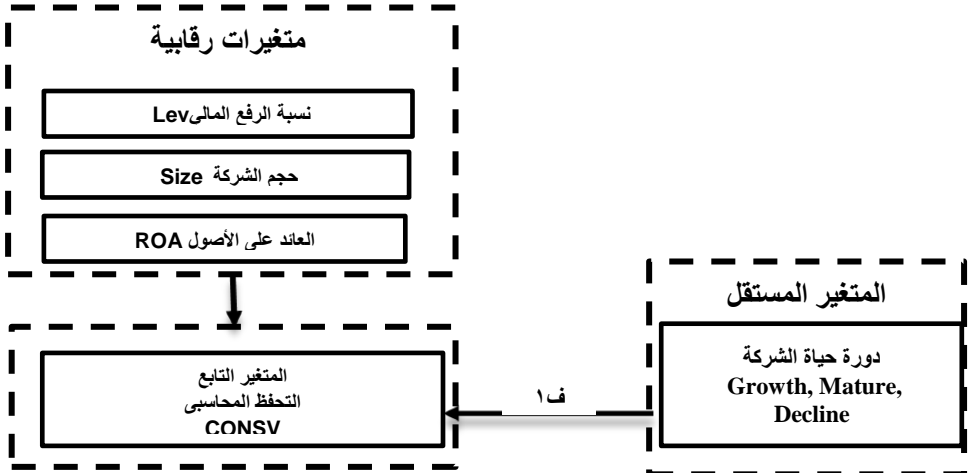 متغيرات رقابية
نسبة الرفع المالىLev
حجم الشركة Size
العائد على الأصول ROA
المتغير المستقل
دورة حياة الشركة
Growth, Mature,
Decline
ف١
المتغير التابع
التحفظ المحاسبى
CONSV